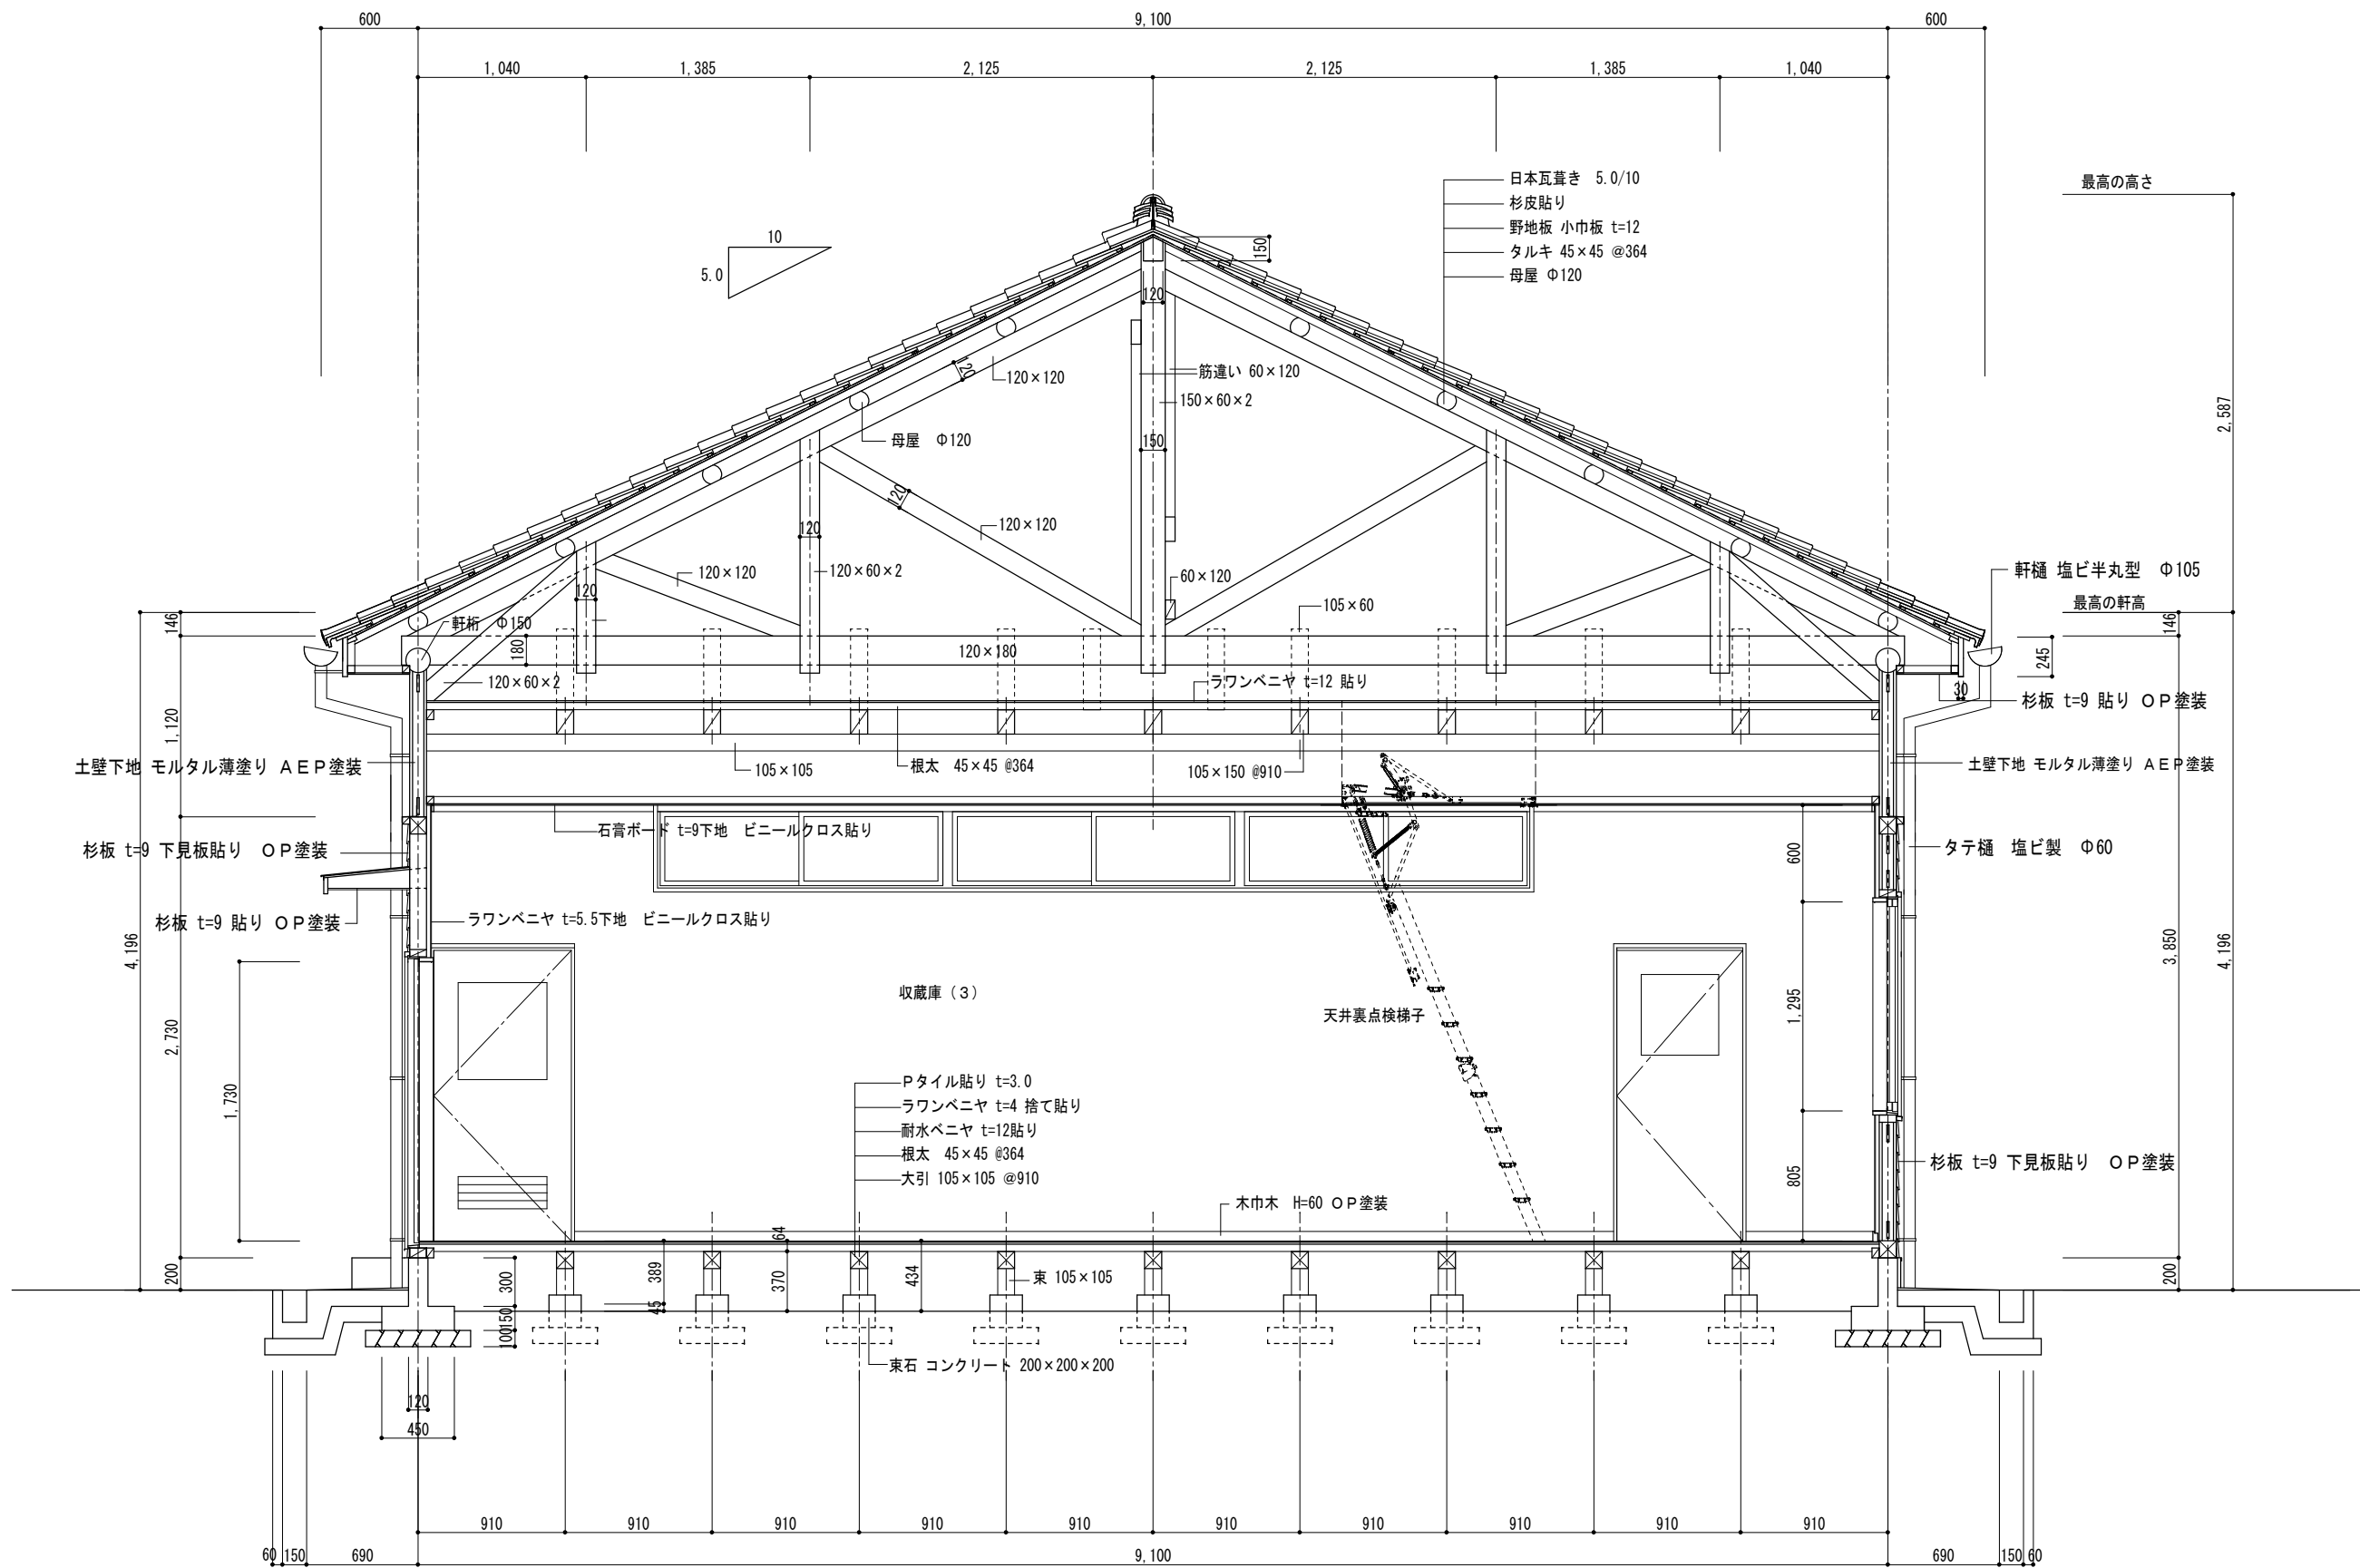 600
9,100
600
1,040
1,385
2,125
2,125
1,385
1,040
日本瓦葺き 5.0/10
杉皮貼り
野地板 小巾板 t=12
タルキ 45×45 @364
母屋 Φ120
最高の高さ
10
5.0
150
120
120
120×120
筋違い 60×120
150×60×2
2,587
母屋 Φ120
150
120
120×120
120
120×120
120×60×2
60×120
120
105×60
軒樋 塩ビ半丸型 Φ105
最高の軒高
146
軒桁 Φ150
180
120×180
146
245
120×60×2
ラワンベニヤ t=12 貼り
30
杉板 t=9 貼り OP塗装
1,120
土壁下地 モルタル薄塗り AEP塗装
105×105
根太 45×45 @364
105×150 @910
土壁下地 モルタル薄塗り AEP塗装
石膏ボード t=9下地 ビニールクロス貼り
杉板 t=9 下見板貼り OP塗装
600
タテ樋 塩ビ製 Φ60
杉板 t=9 貼り OP塗装
ラワンベニヤ t=5.5下地 ビニールクロス貼り
4,196
3,850
4,196
収蔵庫（3）
天井裏点検梯子
1,295
2,730
1,730
Pタイル貼り t=3.0
ラワンベニヤ t=4 捨て貼り
耐水ベニヤ t=12貼り
根太 45×45 @364
大引 105×105 @910
杉板 t=9 下見板貼り OP塗装
805
木巾木 H=60 OP塗装
64
200
300
389
370
434
束 105×105
200
45
150
100
束石 コンクリート 200×200×200
120
450
910
910
910
910
910
910
910
910
910
910
60
150
690
9,100
690
150
60